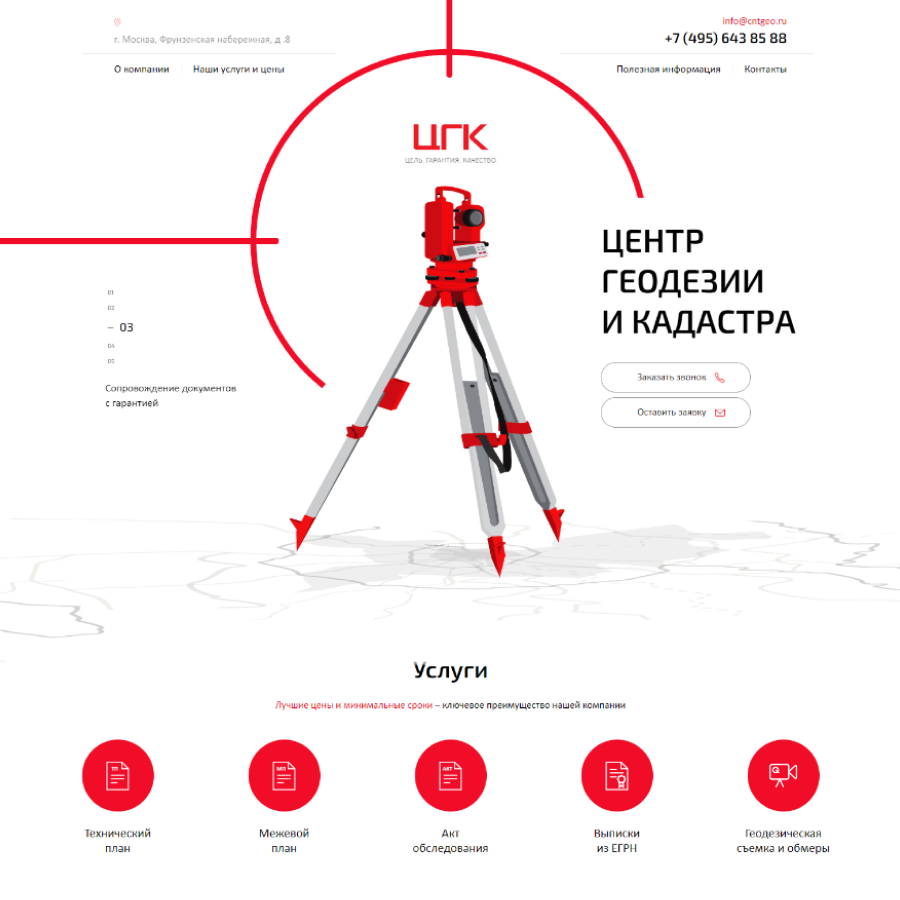 info@cntgeo.ru
г. Москва, Фрунзенская набережная, д .8
+7 (495) 643 85 88
О компании
Наши услуги и цены
Полезная информация
Контакты
ЦГК
ЦЕЛЬ. ГАРАНТИЯ. КАЧЕСТВО
ЦЕНТР
ГЕОДЕЗИИ
И КАДАСТРА
01
02
– 03
04
05
Сопровождение документов
с гарантией
Заказать звонок
Оставить заявку
Услуги
Лучшие цены и минимальные сроки – ключевое преимущество нашей компании
ТП
МП
АКТ
Технический
план
Межевой
план
Акт
обследования
Выписки
из ЕГРН
Геодезическая
съемка и обмеры